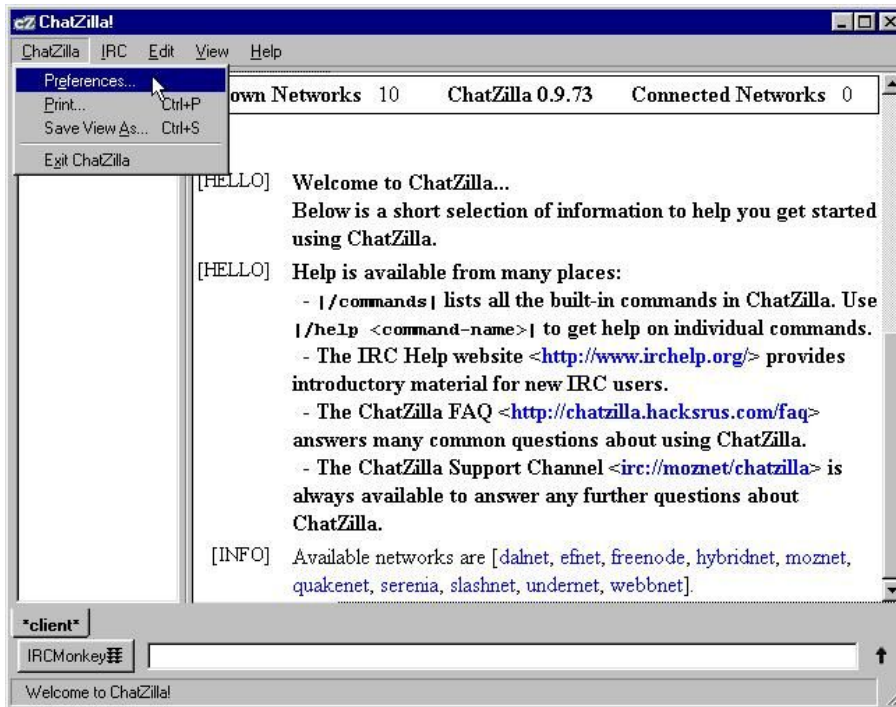 cZ ChatZilla!
ChatZilla IRC Edit View Help
Preferences...
Print... Ctrl+P
Save View As... Ctrl+S
Exit ChatZilla
own Networks 10 ChatZilla 0.9.73 Connected Networks 0
[HELLO] Welcome to ChatZilla...
Below is a short selection of information to help you get started
using ChatZilla.
[HELLO] Help is available from many places:
- |/commands| lists all the built-in commands in ChatZilla. Use
|/help <command-name>| to get help on individual commands.
- The IRC Help website <http://www.irchelp.org/> provides
introductory material for new IRC users.
- The ChatZilla FAQ <http://chatzilla.hacksrus.com/faq>
answers many common questions about using ChatZilla.
- The ChatZilla Support Channel <irc://moznet/chatzilla> is
always available to answer any further questions about
ChatZilla.
[INFO] Available networks are [dalnet, efnet, freenode, hybridnet, moznet,
quakenet, serenia, slashnet, undernet, webbnet].
*client*
IRCMonkey
Welcome to ChatZilla!